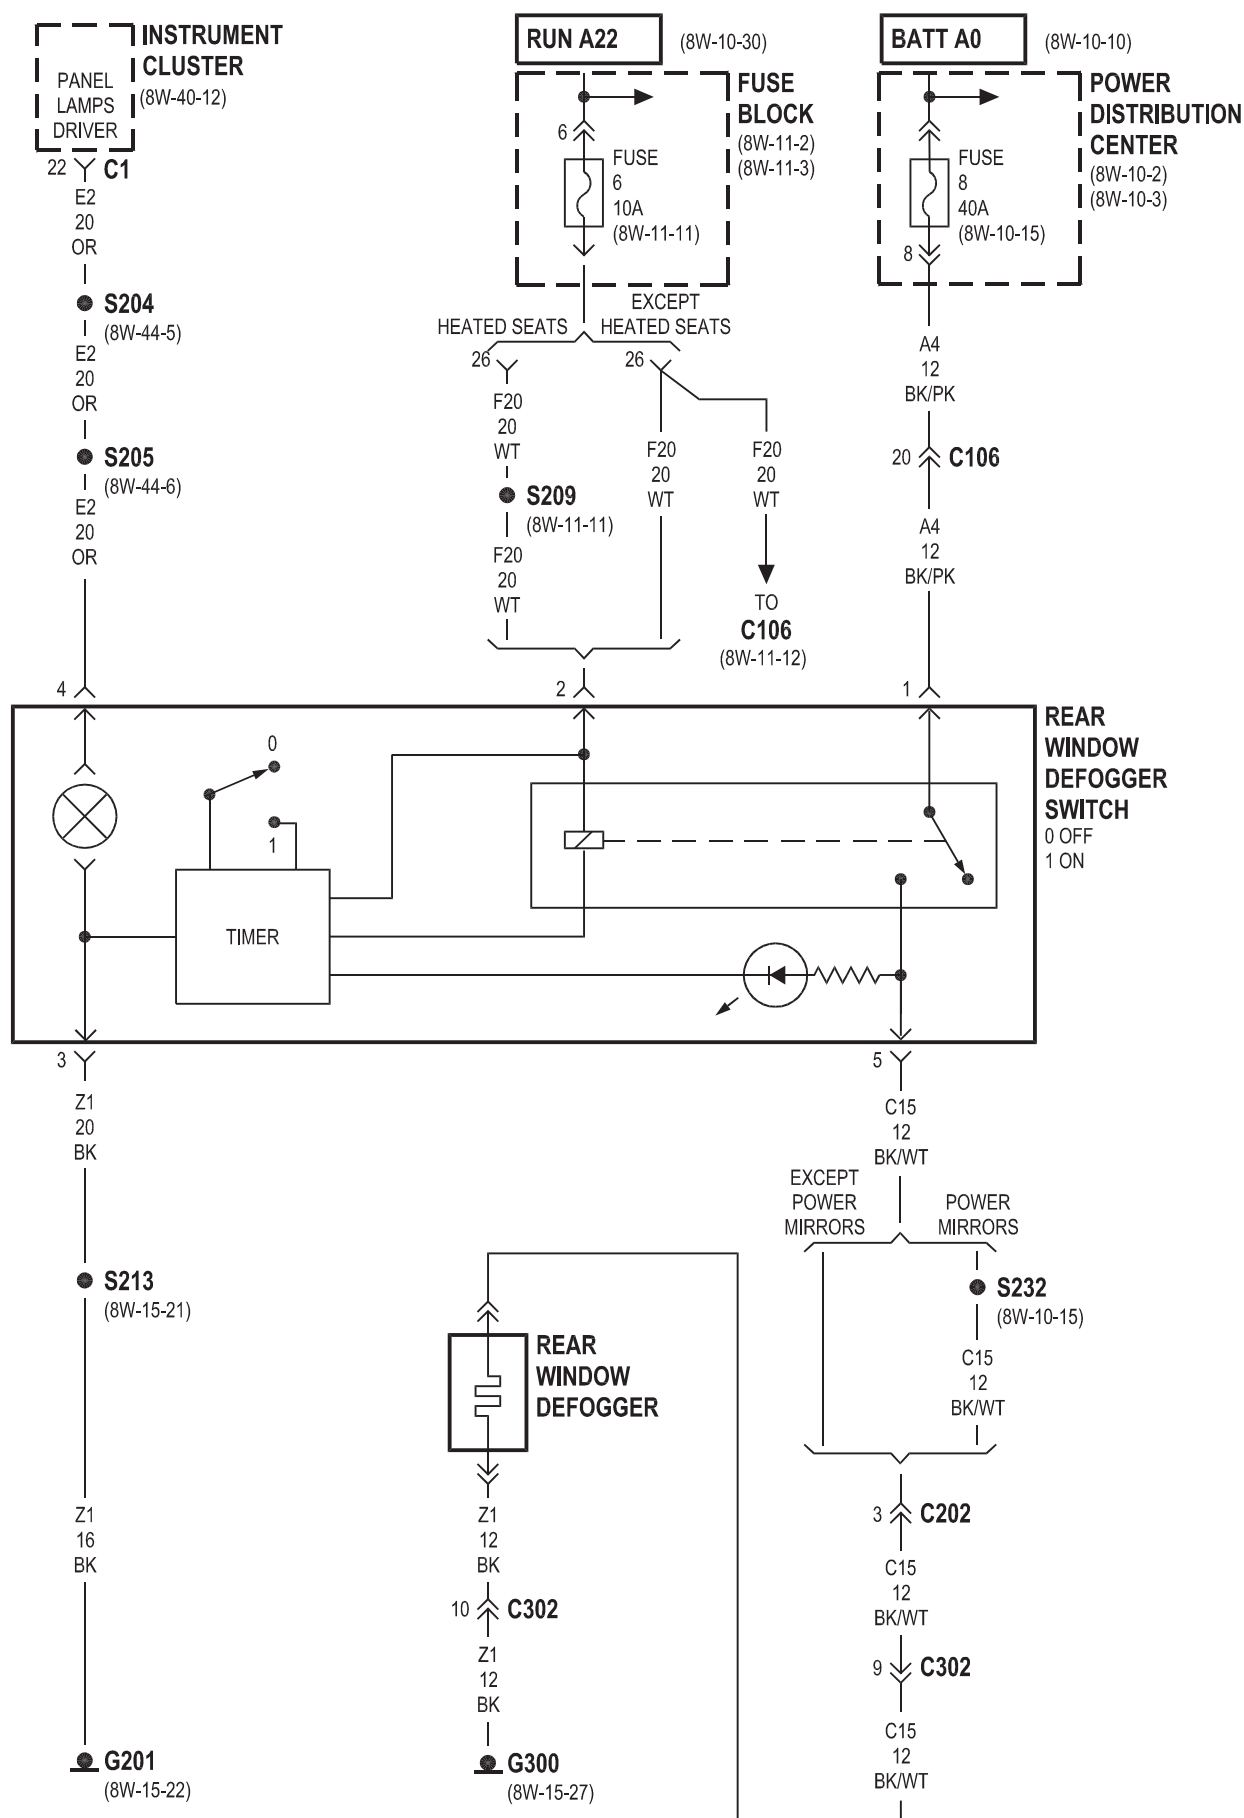 INSTRUMENT
CLUSTER
(8W-40-12)
PANEL
LAMPS
DRIVER
22
C1
E2
20
OR
S204
(8W-44-5)
E2
20
OR
S205
(8W-44-6)
E2
20
OR
4
RUN A22
(8W-10-30)
FUSE
BLOCK
(8W-11-2)
(8W-11-3)
6
FUSE
6
10A
(8W-11-11)
HEATED SEATS
EXCEPT
HEATED SEATS
26
26
F20
20
WT
S209
(8W-11-11)
F20
20
WT
F20
20
WT
F20
20
WT
TO
C106
(8W-11-12)
2
BATT A0
(8W-10-10)
POWER
DISTRIBUTION
CENTER
(8W-10-2)
(8W-10-3)
FUSE
8
40A
(8W-10-15)
8
A4
12
BK/PK
20
C106
A4
12
BK/PK
1
REAR
WINDOW
DEFOGGER
SWITCH
0 OFF
1 ON
0
1
TIMER
3
Z1
20
BK
S213
(8W-15-21)
Z1
16
BK
G201
(8W-15-22)
REAR
WINDOW
DEFOGGER
Z1
12
BK
10
C302
Z1
12
BK
G300
(8W-15-27)
5
C15
12
BK/WT
EXCEPT
POWER
MIRRORS
POWER
MIRRORS
S232
(8W-10-15)
C15
12
BK/WT
3
C202
C15
12
BK/WT
9
C302
C15
12
BK/WT